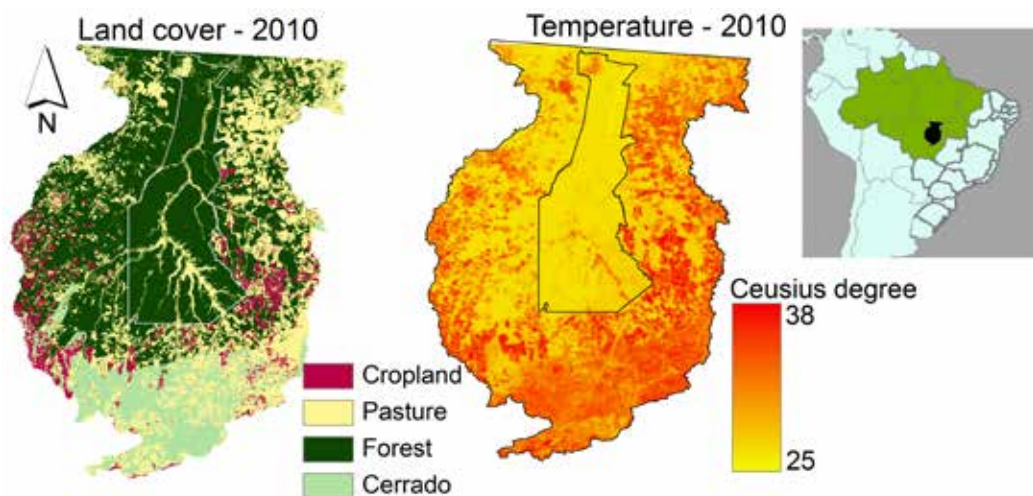 Land cover - 2010
Temperature - 2010
N
Cropland
Pasture
Forest
Cerrado
Ceusius degree
38
25